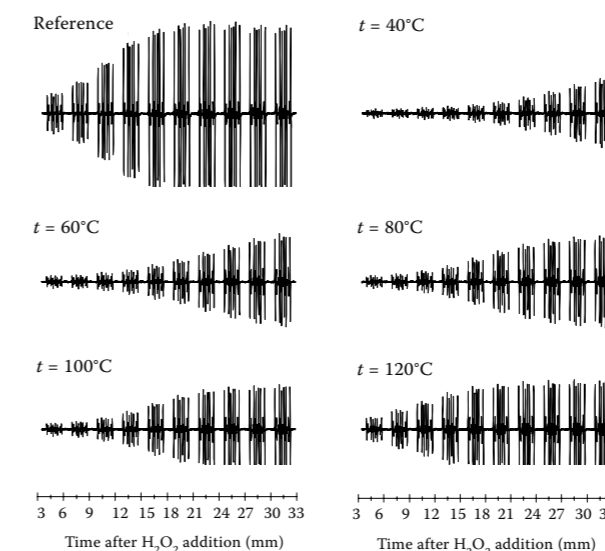 Reference
t = 40°C
t = 60°C
t = 80°C
t = 100°C
t = 120°C
3 6 9 12 15 18 21 24 27 30 33
3 6 9 12 15 18 21 24 27 30
Time after H₂O₂ addition (mm)
Time after H₂O₂ addition (mm)